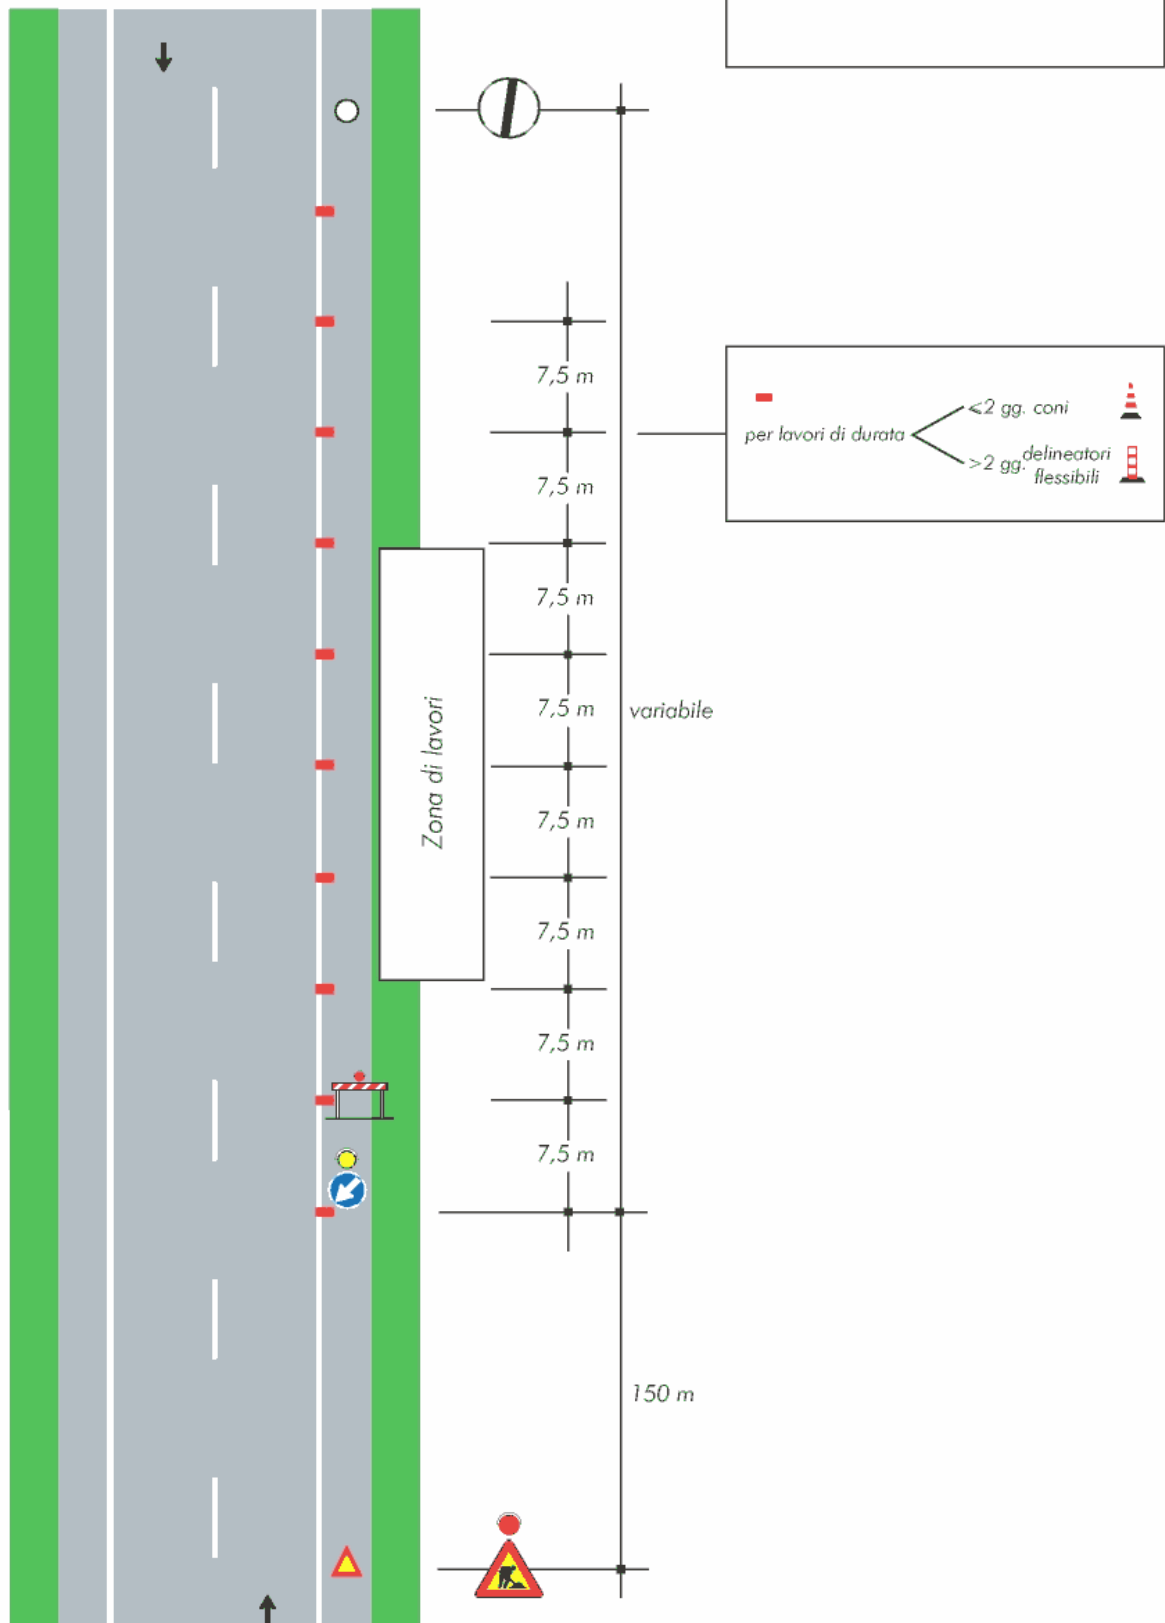 7,5 m
≤2 gg. coni
per lavori di durata
>2 gg. delineatori
flessibili
7,5 m
7,5 m
Zona di lavori
7,5 m
variabile
7,5 m
7,5 m
7,5 m
7,5 m
150 m